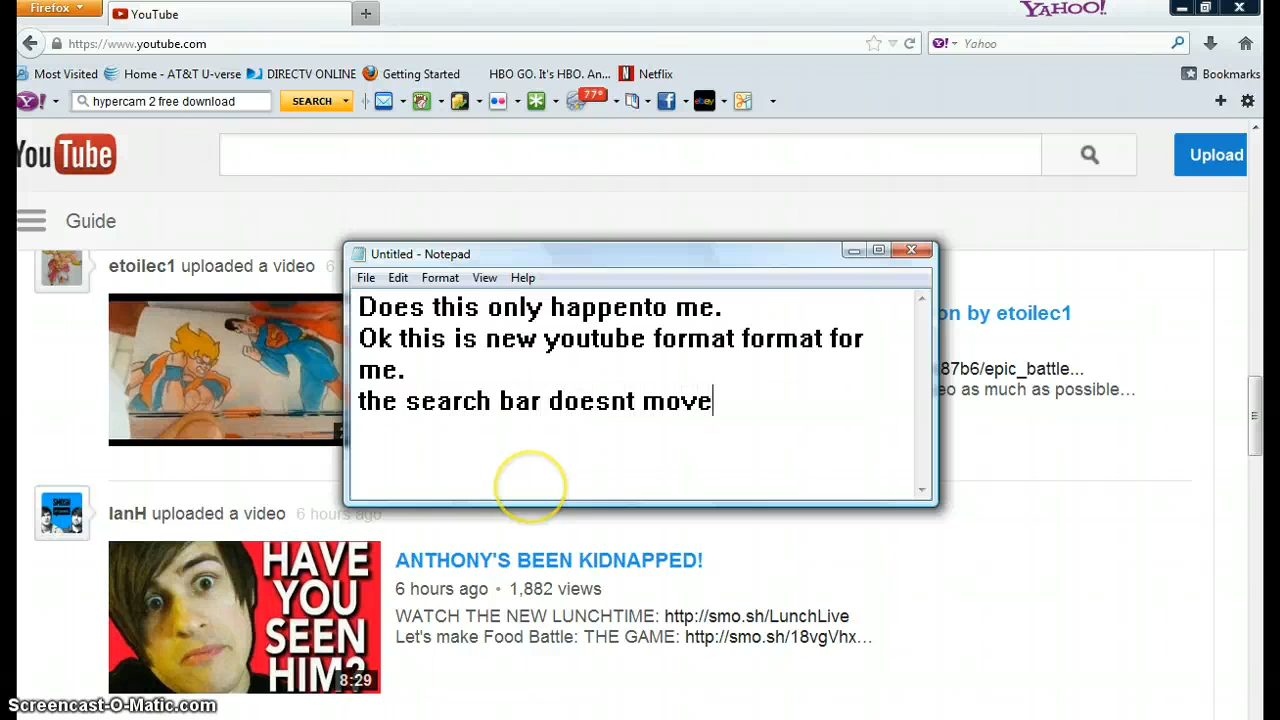 Firefox
YouTube
YAHOO!
https://www.youtube.com
Yahoo
Most Visited
Home - AT&T U-verse
DIRECTV ONLINE
Getting Started
HBO GO. It's HBO. An...
Netflix
Bookmarks
hypercam 2 free download
SEARCH
77°
ebay
YouTube
Upload
Guide
Untitled - Notepad
etoilec1 uploaded a video 6
File Edit Format View Help
Does this only happento me.
Ok this is new youtube format format for
me.
the search bar doesnt move
on by etoilec1
87b6/epic_battle...
eo as much as possible...
IanH uploaded a video 6 hours ago
HAVE
YOU
SEEN
HIM?
8:29
ANTHONY'S BEEN KIDNAPPED!
6 hours ago • 1,882 views
WATCH THE NEW LUNCHTIME: http://smo.sh/LunchLive
Let's make Food Battle: THE GAME: http://smo.sh/18vgVhx...
Screencast-O-Matic.com